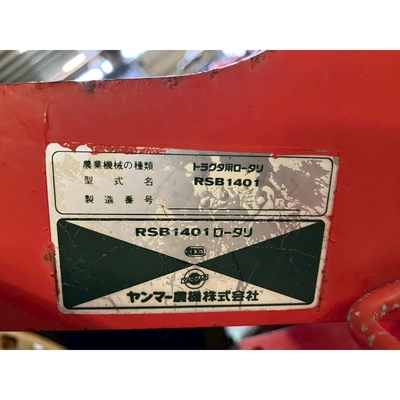 農業機械の種類 トラクタ用ロータリ
型式名 RSB1401
製造番号
RSB1401ロータリ
ヤンマー農機株式会社